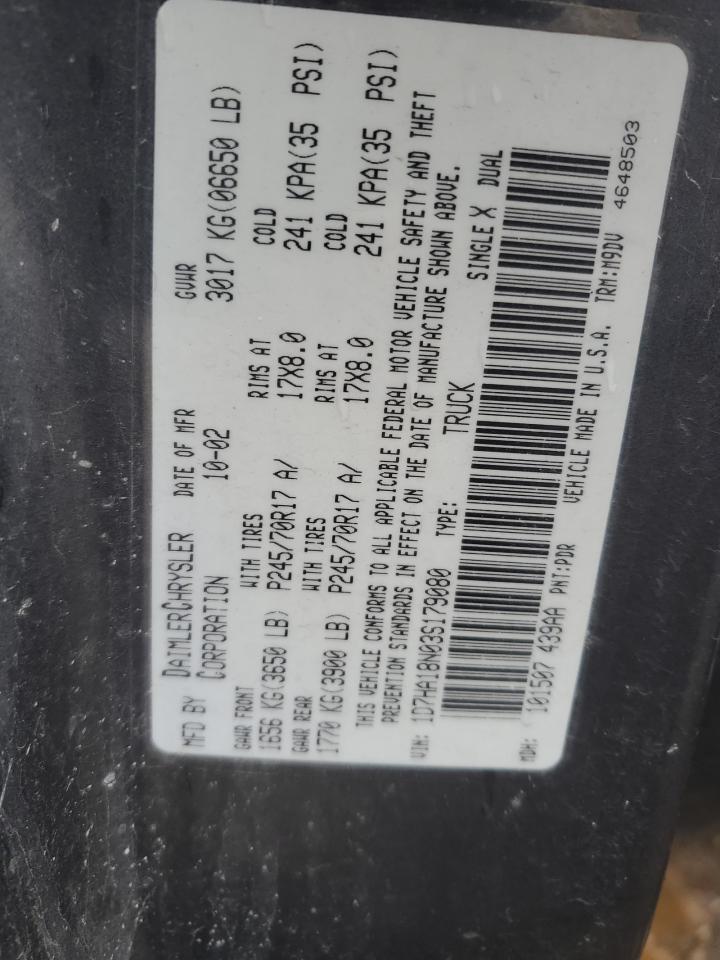 MFD BY DAIMLERCHRYSLER DATE OF MFR GVWR
CORPORATION 10-02 3017 KG(06650 LB)
GAWR FRONT WITH TIRES RIMS AT COLD
1656 KG(3650 LB) P245/70R17 A/ 17X8.0 241 KPA(35 PSI)
GAWR REAR WITH TIRES RIMS AT COLD
1770 KG(3900 LB) P245/70R17 A/ 17X8.0 241 KPA(35 PSI)
THIS VEHICLE CONFORMS TO ALL APPLICABLE FEDERAL MOTOR VEHICLE SAFETY AND THEFT
PREVENTION STANDARDS IN EFFECT ON THE DATE OF MANUFACTURE SHOWN ABOVE.
VIN: 1D7HA18N03S179080 TYPE: TRUCK SINGLE X DUAL
MDH: 101507 439AA PNT:PDR VEHICLE MADE IN U.S.A. TRM:M9DV
4648503